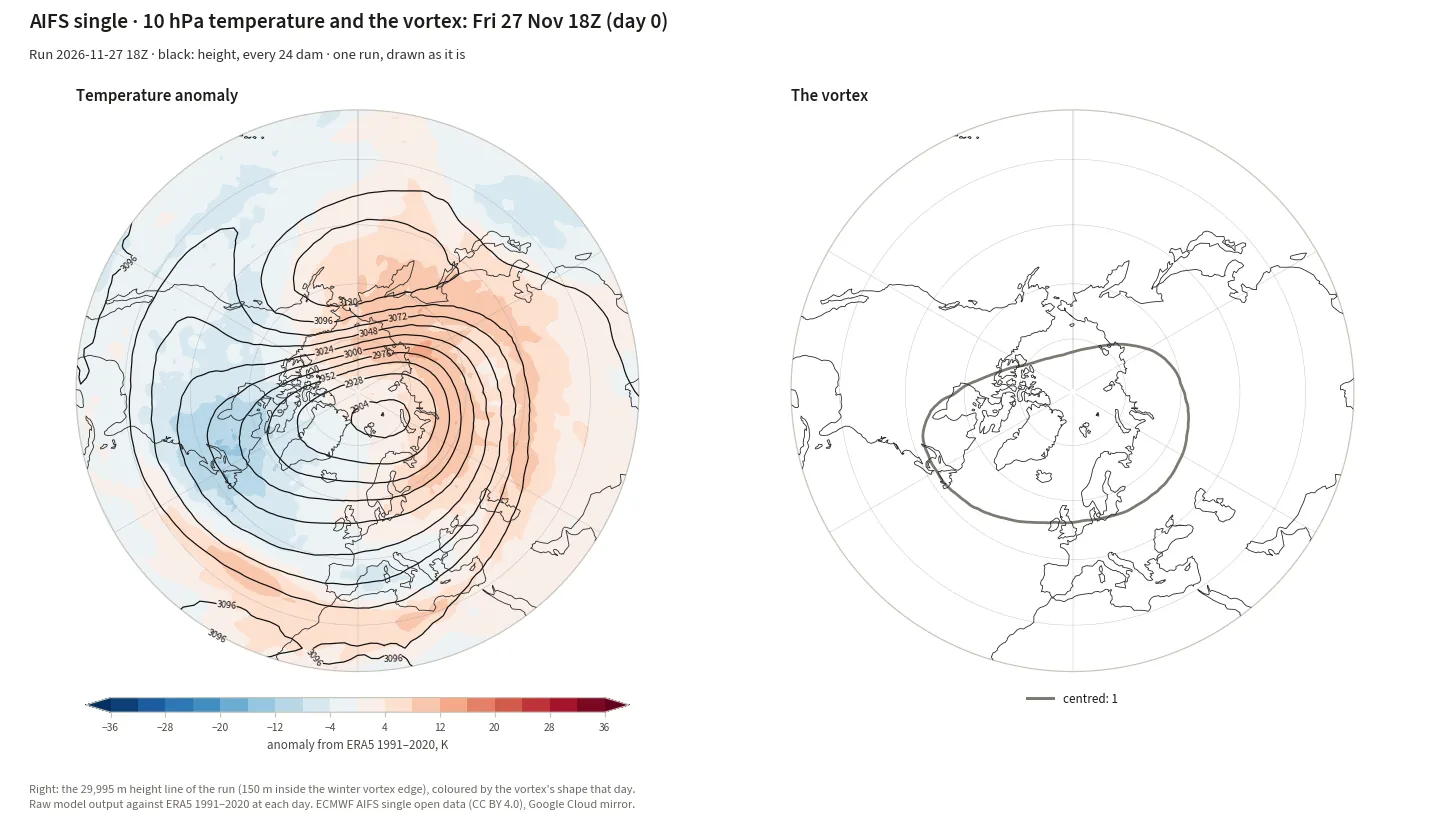 AIFS single · 10 hPa temperature and the vortex: Fri 27 Nov 18Z (day 0)
Run 2026-11-27 18Z · black: height, every 24 dam · one run, drawn as it is
Temperature anomaly
The vortex
3096
3120
3096
3072
3048
3024
3000
2976
2952
2928
2904
3096
3096
3096
3096
centred: 1
−36 −28 −20 −12 −4 4 12 20 28 36
anomaly from ERA5 1991–2020, K
Right: the 29,995 m height line of the run (150 m inside the winter vortex edge), coloured by the vortex's shape that day.
Raw model output against ERA5 1991–2020 at each day. ECMWF AIFS single open data (CC BY 4.0), Google Cloud mirror.